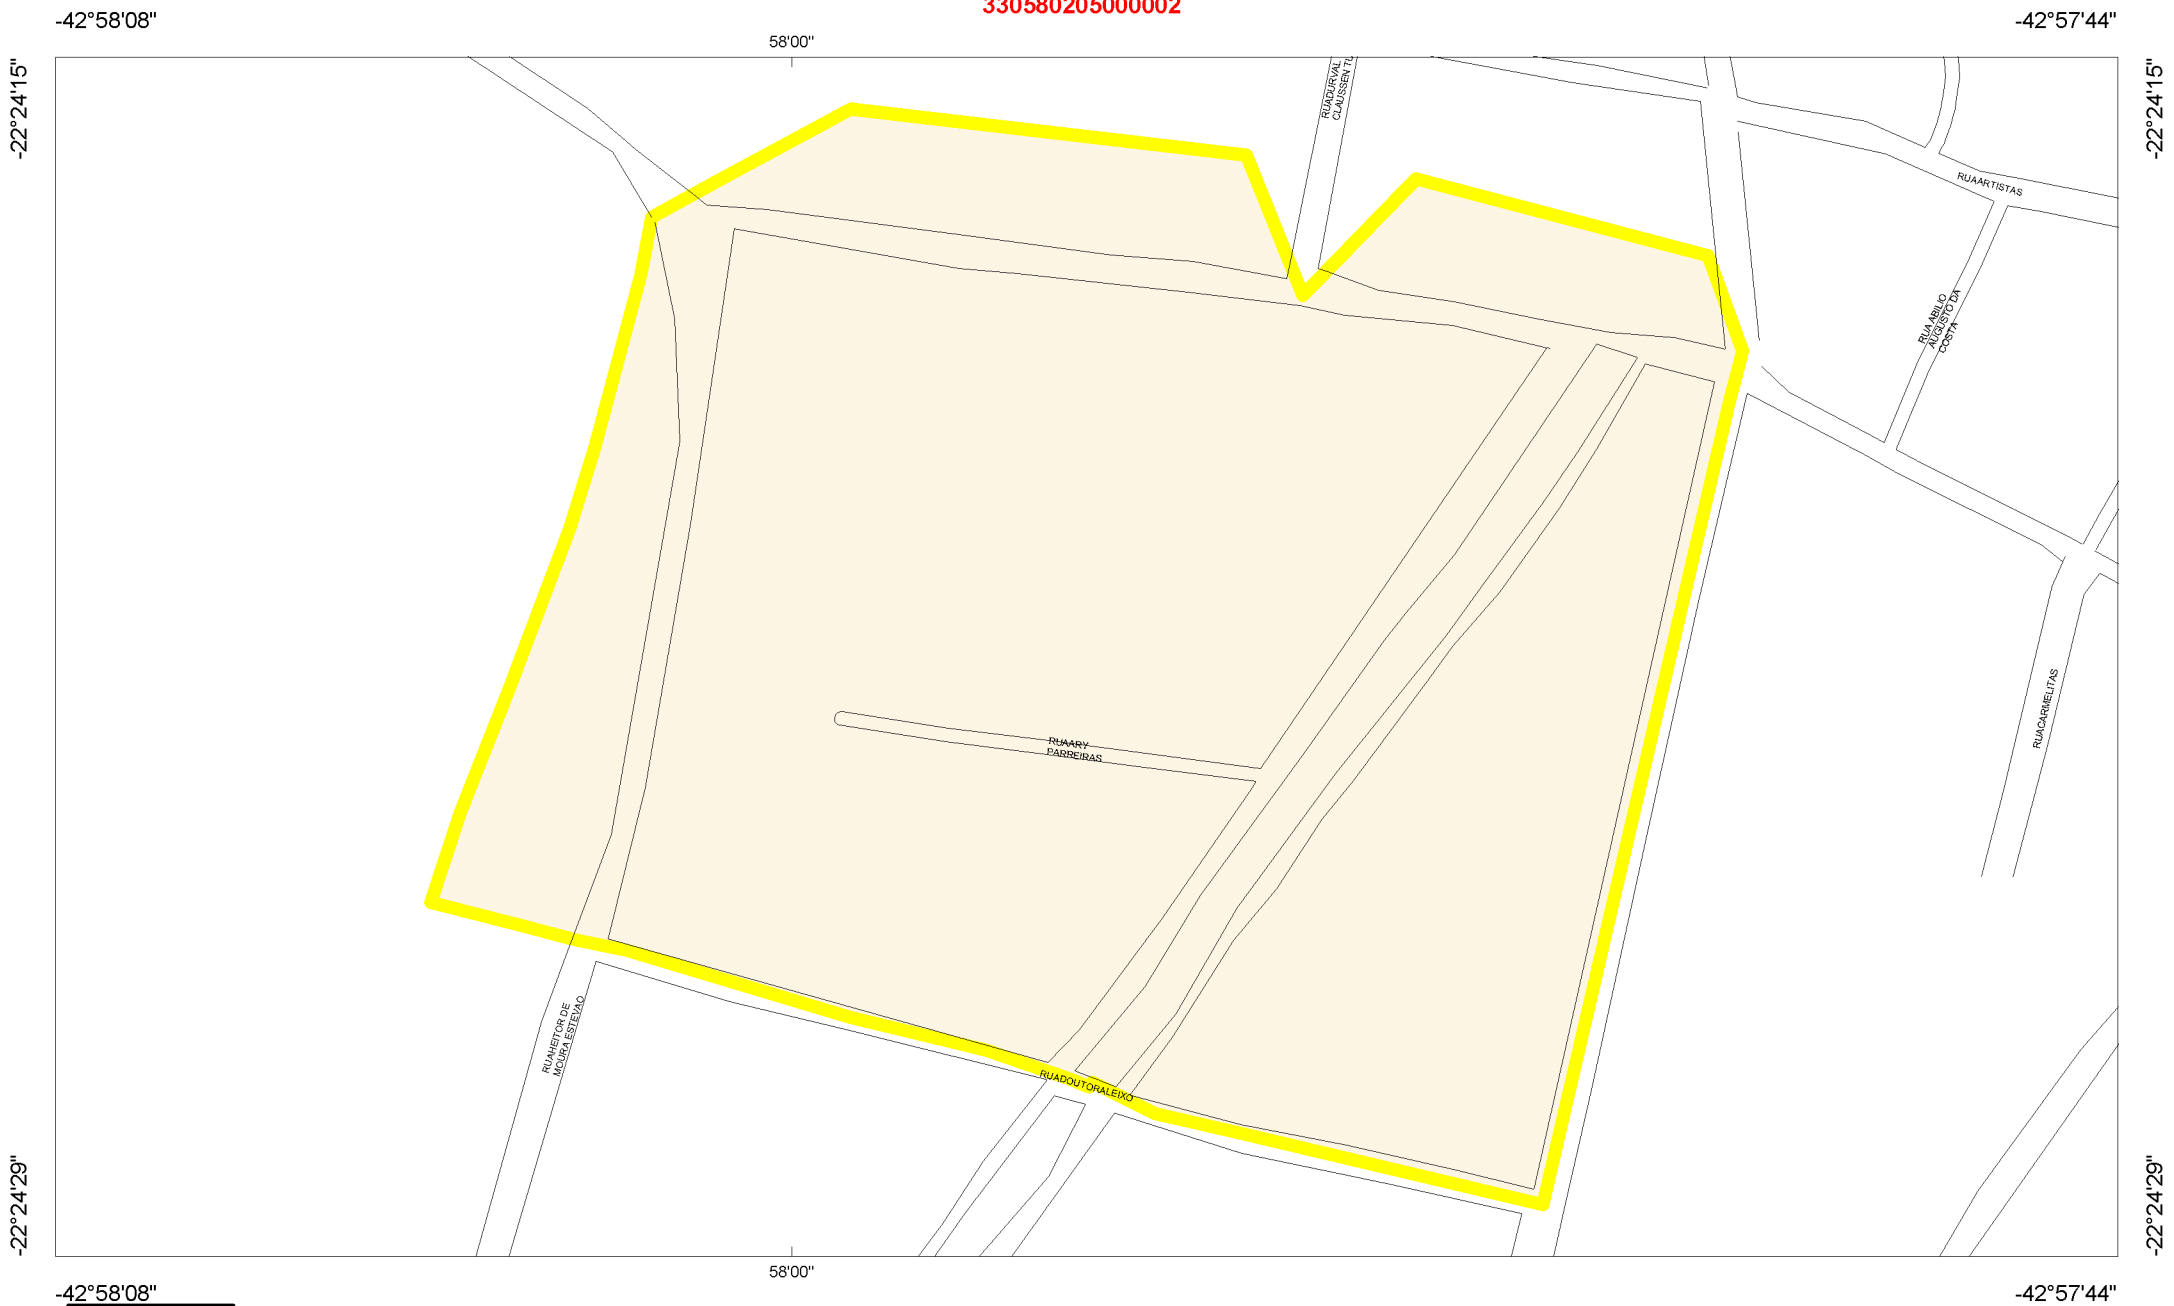 330580205000002
-42°58'08"
-42°57'44"
58'00"
-22°24'15"
-22°24'15"
RUADURVAL
CLAUSSEN TU
RUAARTISTAS
RUA ABILIO
AUGUSTO DA
COSTA
RUACARMELITAS
RUAARY
PARREIRAS
RUAHEITOR DE
MOURA ESTEVAO
RUADOUTORALEIXO
-22°24'29"
-22°24'29"
58'00"
-42°58'08"
-42°57'44"